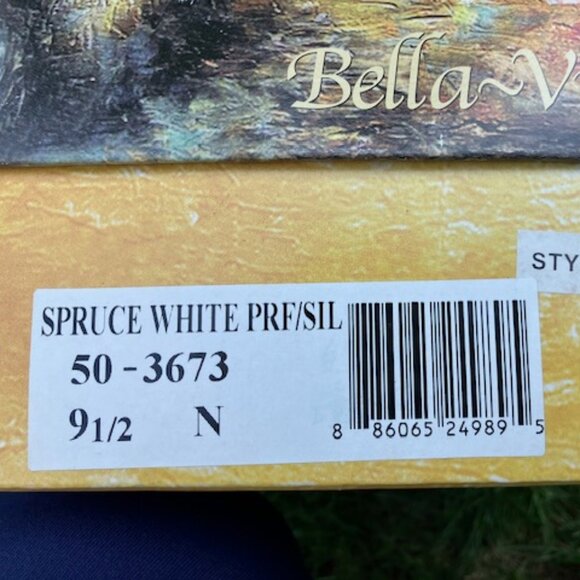 Bella~V
STY
SPRUCE WHITE PRF/SIL
50-3673
9 1/2 N
8 86065 24989 5